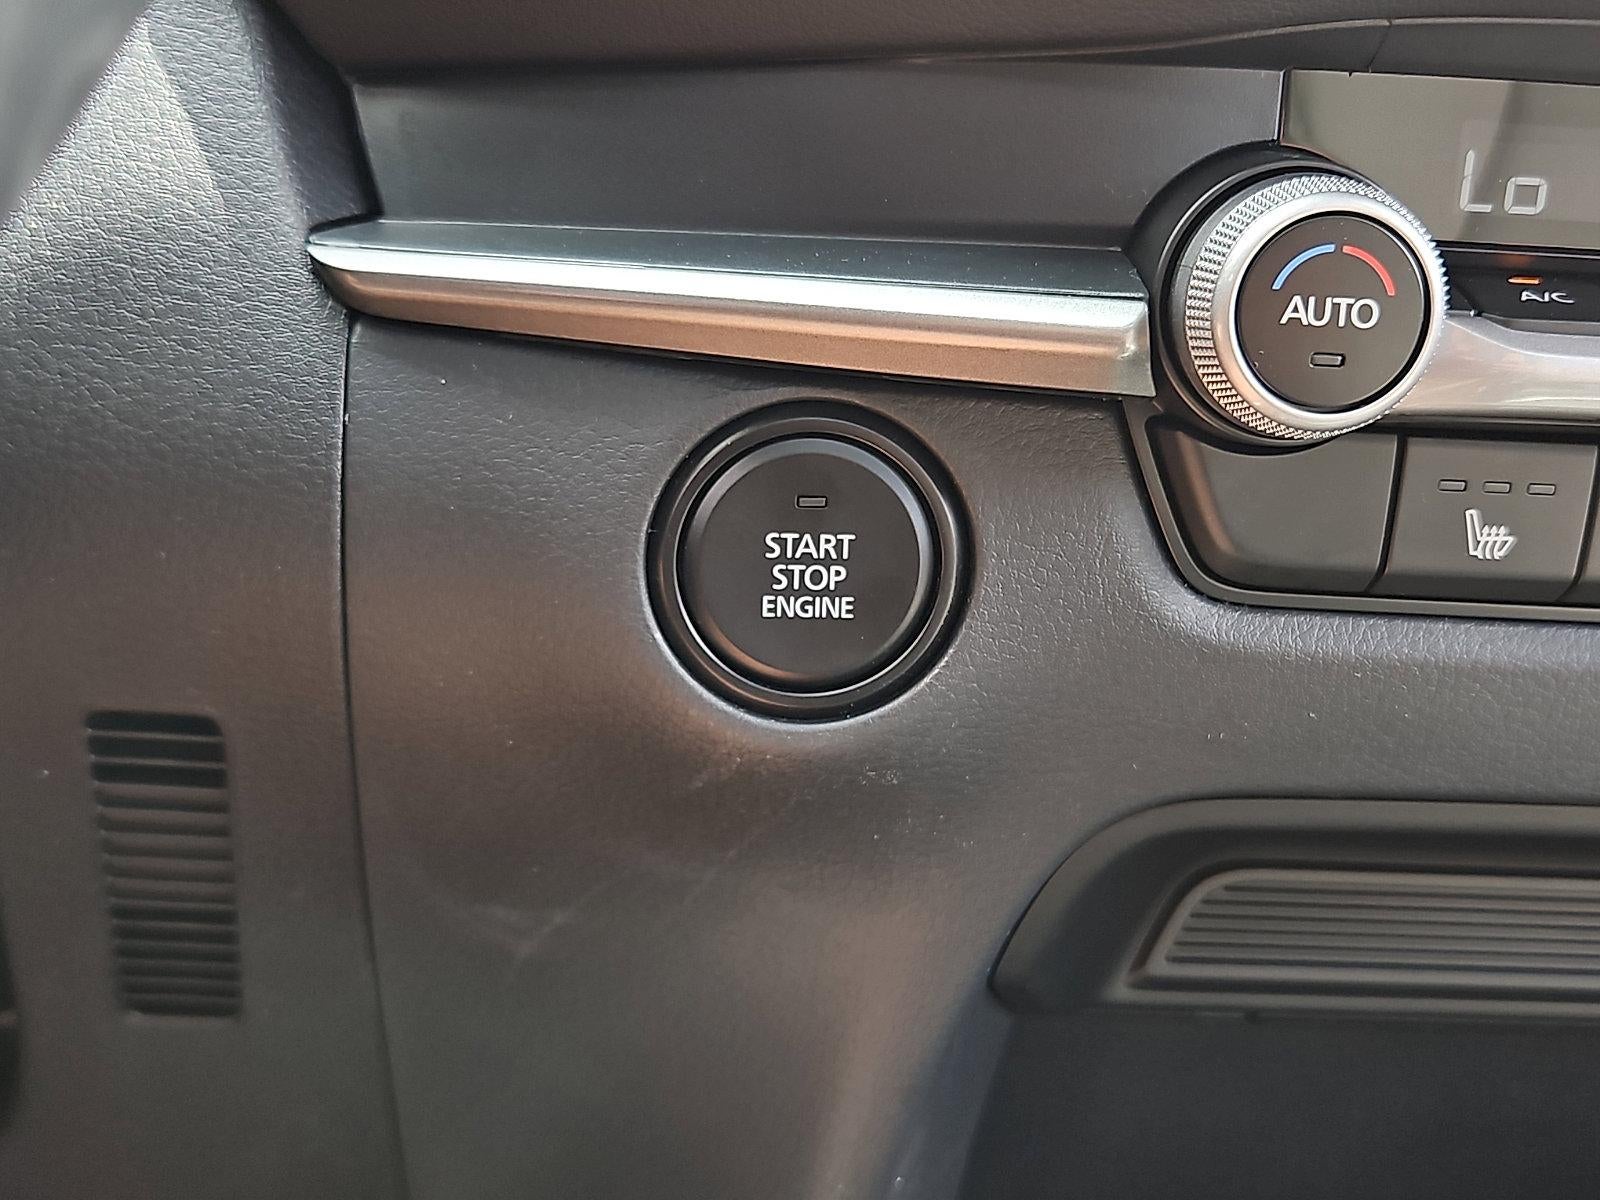 Lo
AUTO
A/C
START
STOP
ENGINE